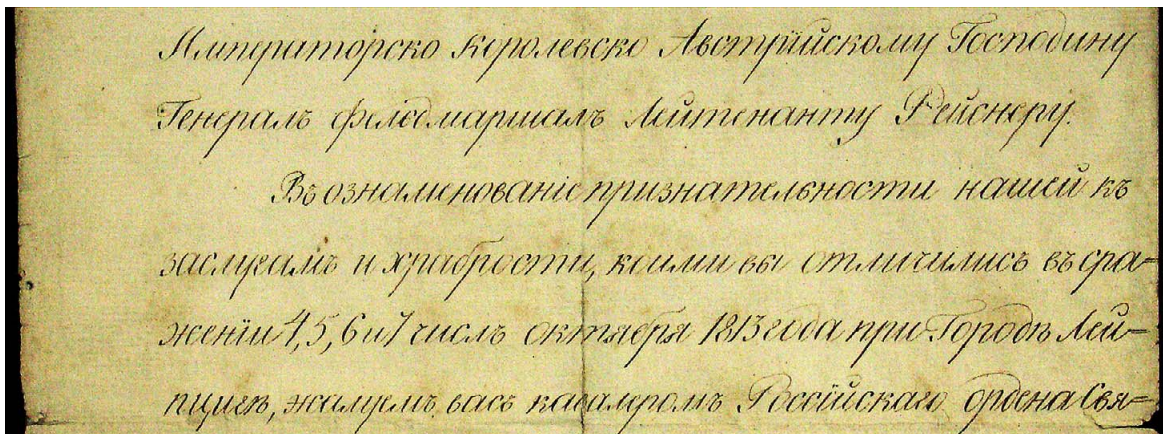 Императорско Королевско Австрійскому Господину
Генералъ фельдмаршалъ Лейтенанту Рейснеру.
Въ ознаменованіе признательности нашей къ
заслугамъ и храбрости, коими вы отличились въ сра=
женіи 4, 5, 6 и 7 числъ октября 1813 года при Городѣ Лей=
пцигѣ, жалуемъ васъ кавалеромъ Россійскаго ордена Свя=